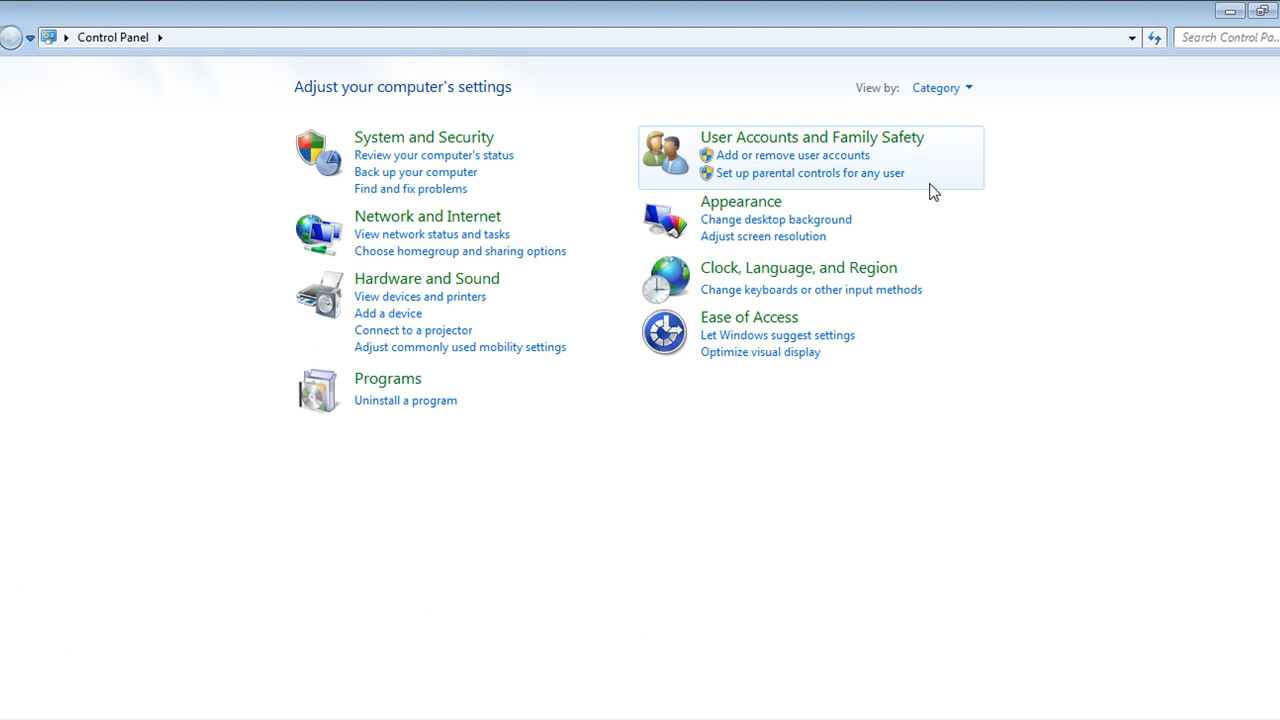 Control Panel
Search Control Pa...
Adjust your computer's settings
View by: Category
System and Security
Review your computer's status
Back up your computer
Find and fix problems
Network and Internet
View network status and tasks
Choose homegroup and sharing options
Hardware and Sound
View devices and printers
Add a device
Connect to a projector
Adjust commonly used mobility settings
Programs
Uninstall a program
User Accounts and Family Safety
Add or remove user accounts
Set up parental controls for any user
Appearance
Change desktop background
Adjust screen resolution
Clock, Language, and Region
Change keyboards or other input methods
Ease of Access
Let Windows suggest settings
Optimize visual display